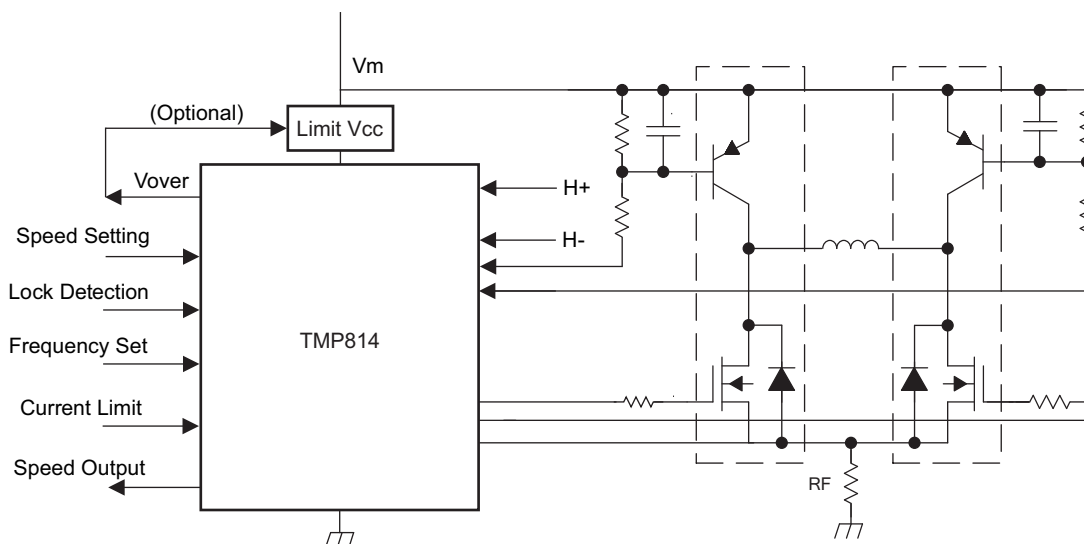 Vm
(Optional)
Limit Vcc
Vover
H+
Speed Setting
H-
Lock Detection
TMP814
Frequency Set
Current Limit
Speed Output
RF